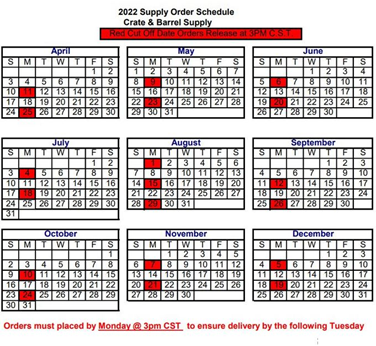 2022 Supply Order Schedule
Crate & Barrel Supply
Red Cut Off Date Orders Release at 3PM C.S.T.
April May June
S M T W T F S S M T W T F S S M T W T F S
1 2 1 2 3 4 5 6 7 1 2 3 4
3 4 5 6 7 8 9 8 9 10 11 12 13 14 5 6 7 8 9 10 11
10 11 12 13 14 15 16 15 16 17 18 19 20 21 12 13 14 15 16 17 18
17 18 19 20 21 22 23 22 23 24 25 26 27 28 19 20 21 22 23 24 25
24 25 26 27 28 29 30 29 30 31 26 27 28 29 30
July August September
S M T W T F S S M T W T F S S M T W T F S
1 2 1 2 3 4 5 6 1 2 3
3 4 5 6 7 8 9 7 8 9 10 11 12 13 4 5 6 7 8 9 10
10 11 12 13 14 15 16 14 15 16 17 18 19 20 11 12 13 14 15 16 17
17 18 19 20 21 22 23 21 22 23 24 25 26 27 18 19 20 21 22 23 24
24 25 26 27 28 29 30 28 29 30 31 25 26 27 28 29 30
31
October November December
S M T W T F S S M T W T F S S M T W T F S
1 1 2 3 4 5 1 2 3
2 3 4 5 6 7 8 6 7 8 9 10 11 12 4 5 6 7 8 9 10
9 10 11 12 13 14 15 13 14 15 16 17 18 19 11 12 13 14 15 16 17
16 17 18 19 20 21 22 20 21 22 23 24 25 26 18 19 20 21 22 23 24
23 24 25 26 27 28 29 27 28 29 30 25 26 27 28 29 30 31
30 31
Orders must placed by Monday @ 3pm CST to ensure delivery by the following Tuesday